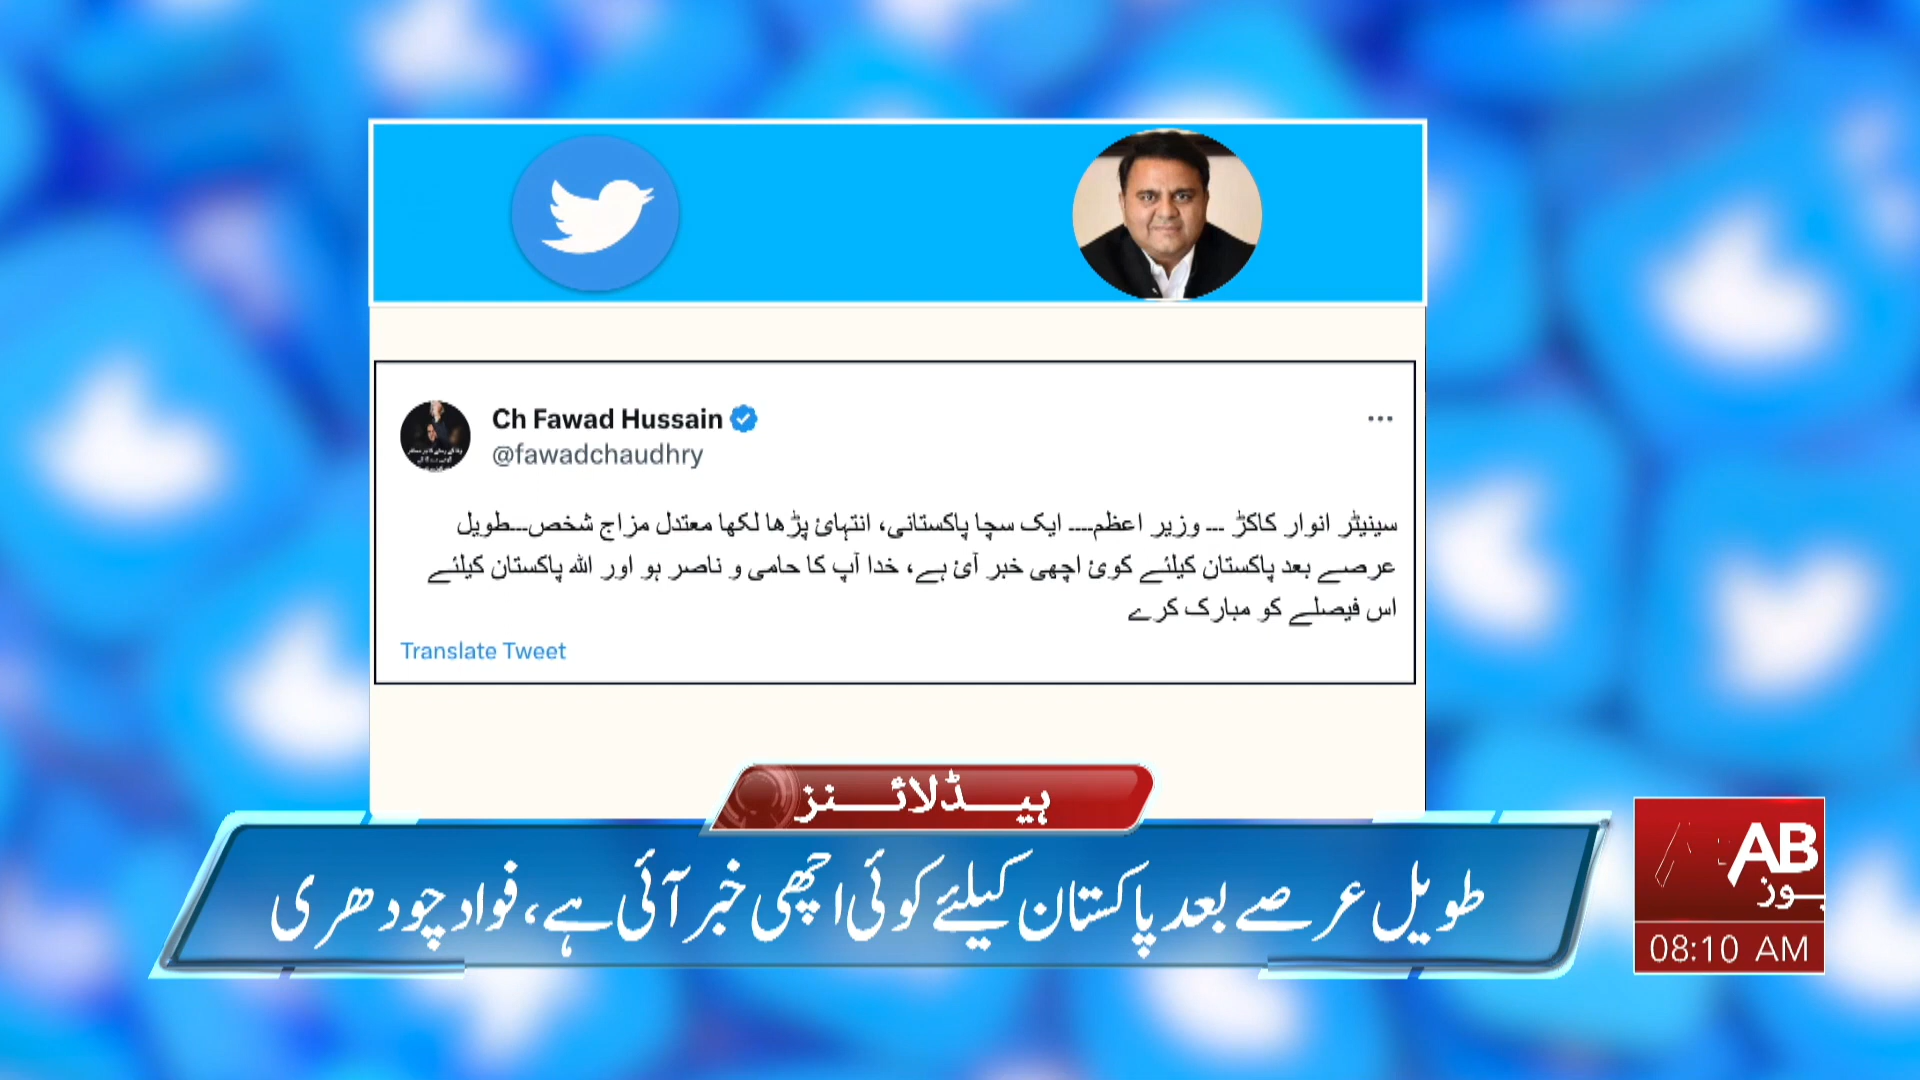 Ch Fawad Hussain
@fawadchaudhry
سینیٹر انوار کاکڑ --- وزیر اعظم---- ایک سچا پاکستانی، انتہائ پڑھا لکھا معتدل مزاج شخص---طویل
عرصے بعد پاکستان کیلئے کوئ اچھی خبر آئ ہے، خدا آپ کا حامی و ناصر ہو اور اللہ پاکستان کیلئے
اس فیصلے کو مبارک کرے
Translate Tweet
ہیڈلائنز
طویل عرصے بعد پاکستان کیلئے کوئی اچھی خبر آئی ہے، فواد چودھری
AB
08:10 AM